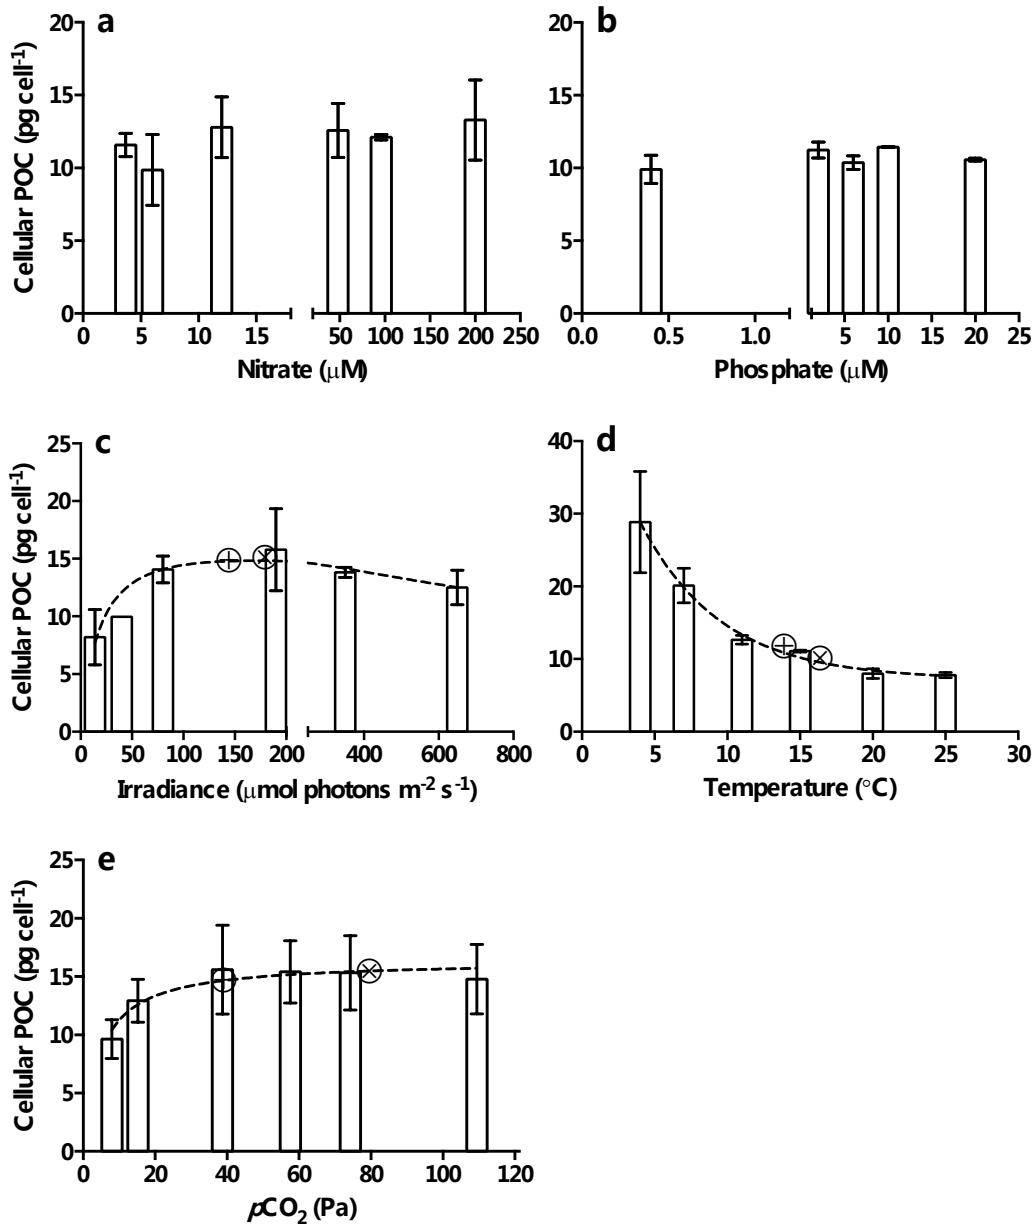 a
Cellular POC (pg cell⁻¹)
20
15
10
5
0
0 5 10 15 50 100 150 200 250
Nitrate (μM)
b
20
15
10
5
0
0.0 0.5 1.0 5 10 15 20 25
Phosphate (μM)
c
Cellular POC (pg cell⁻¹)
25
20
15
10
5
0
0 50 100 150 200 400 600 800
Irradiance (μmol photons m⁻² s⁻¹)
d
40
30
20
10
0
0 5 10 15 20 25 30
Temperature (°C)
e
Cellular POC (pg cell⁻¹)
25
20
15
10
5
0
0 20 40 60 80 100 120
pCO₂ (Pa)